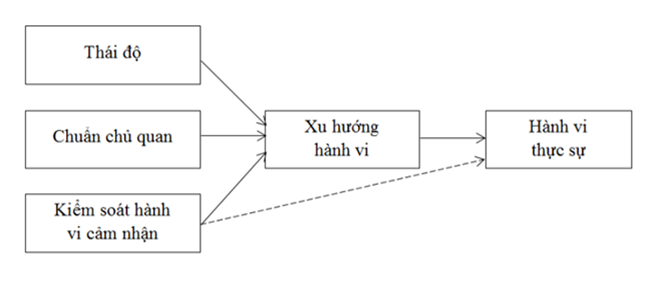 Thái độ
Chuẩn chủ quan
Kiểm soát hành
vi cảm nhận
Xu hướng
hành vi
Hành vi
thực sự